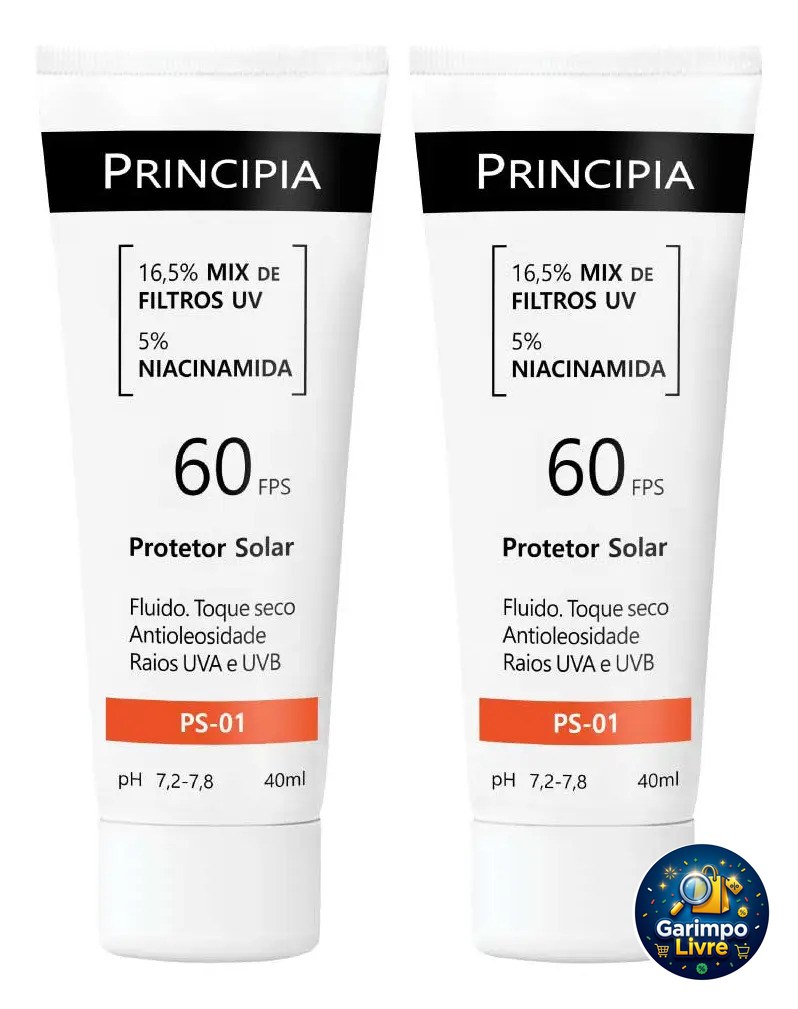 PRINCIPIA
16,5% MIX DE
FILTROS UV
5%
NIACINAMIDA
60 FPS
Protetor Solar
Fluido. Toque seco
Antioleosidade
Raios UVA e UVB
PS-01
pH 7,2-7,8 40ml
PRINCIPIA
16,5% MIX DE
FILTROS UV
5%
NIACINAMIDA
60 FPS
Protetor Solar
Fluido. Toque seco
Antioleosidade
Raios UVA e UVB
PS-01
pH 7,2-7,8 40ml
Garimpo
Livre